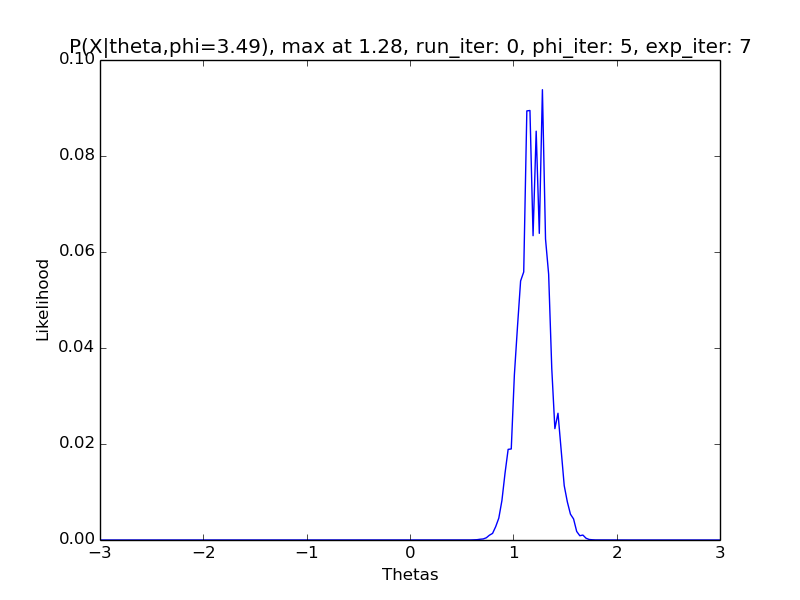 P(X|theta,phi=3.49), max at 1.28, run_iter: 0, phi_iter: 5, exp_iter: 7
0.10
0.08
0.06
0.04
0.02
0.00
Likelihood
−3 −2 −1 0 1 2 3
Thetas